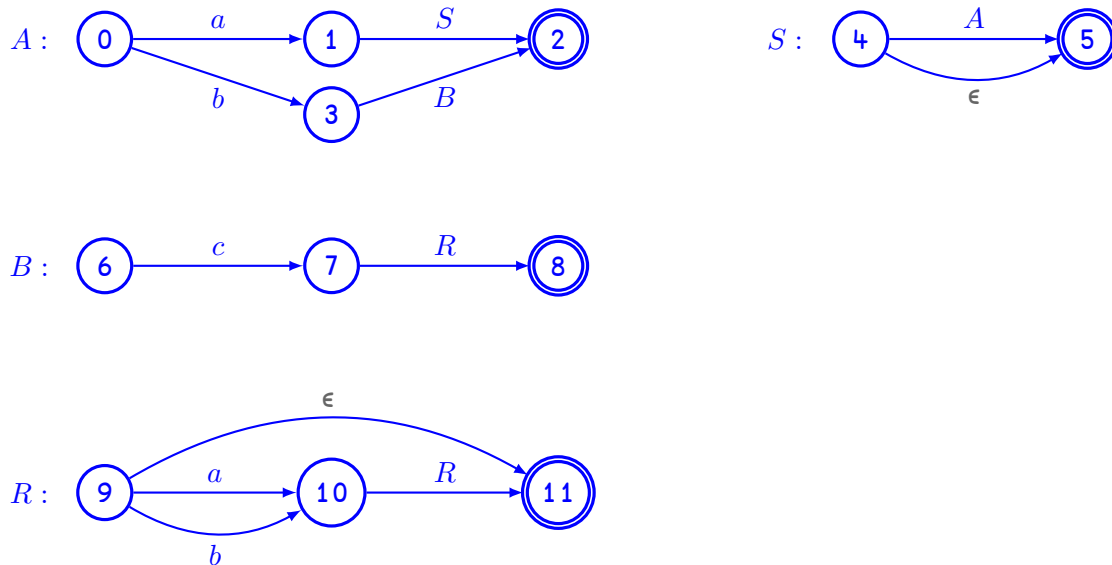 a S A
A : 0 1 2 S : 4 5
b 3 B ϵ
c R
B : 6 7 8
ϵ
a R
R : 9 10 11
b